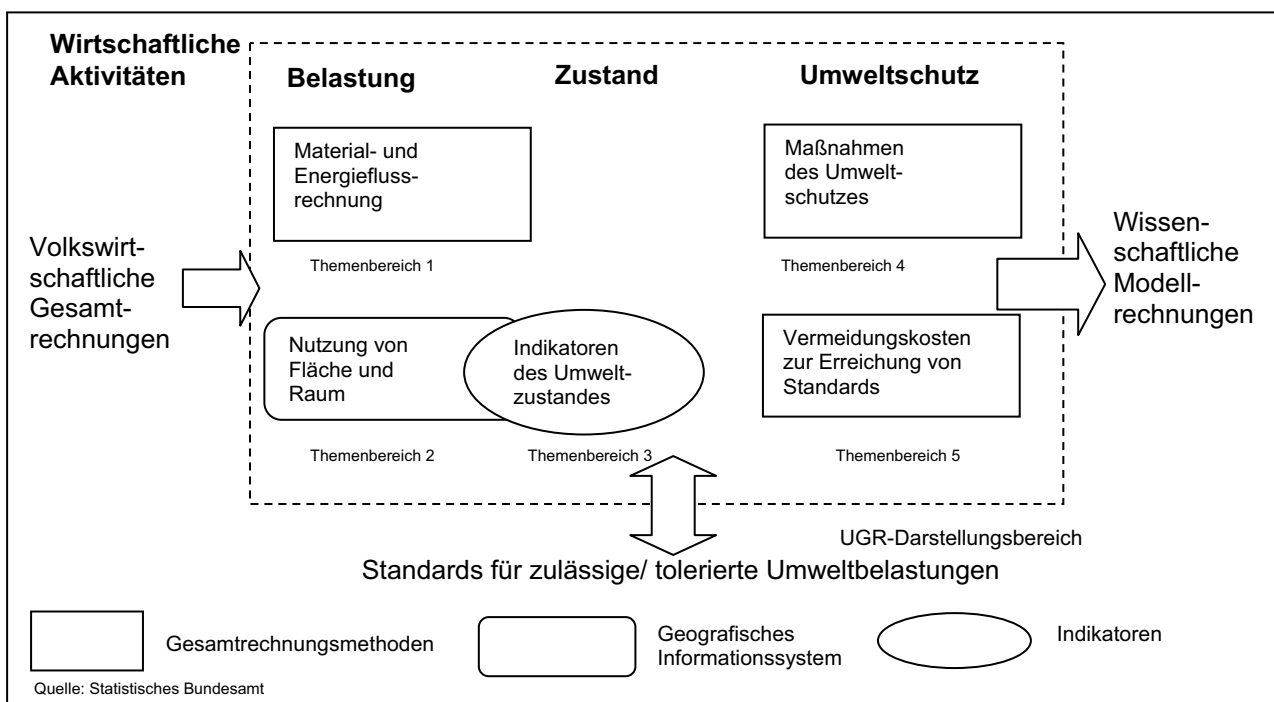 Wirtschaftliche
Aktivitäten
Belastung
Zustand
Umweltschutz
Material- und
Energiefluss-
rechnung
Maßnahmen
des Umwelt-
schutzes
Themenbereich 1
Themenbereich 4
Volkswirt-
schaftliche
Gesamt-
rechnungen
Wissen-
schaftliche
Modell-
rechnungen
Nutzung von
Fläche und
Raum
Indikatoren
des Umwelt-
zustandes
Vermeidungskosten
zur Erreichung von
Standards
Themenbereich 2
Themenbereich 3
Themenbereich 5
UGR-Darstellungsbereich
Standards für zulässige/ tolerierte Umweltbelastungen
Gesamtrechnungsmethoden
Geografisches
Informationssystem
Indikatoren
Quelle: Statistisches Bundesamt